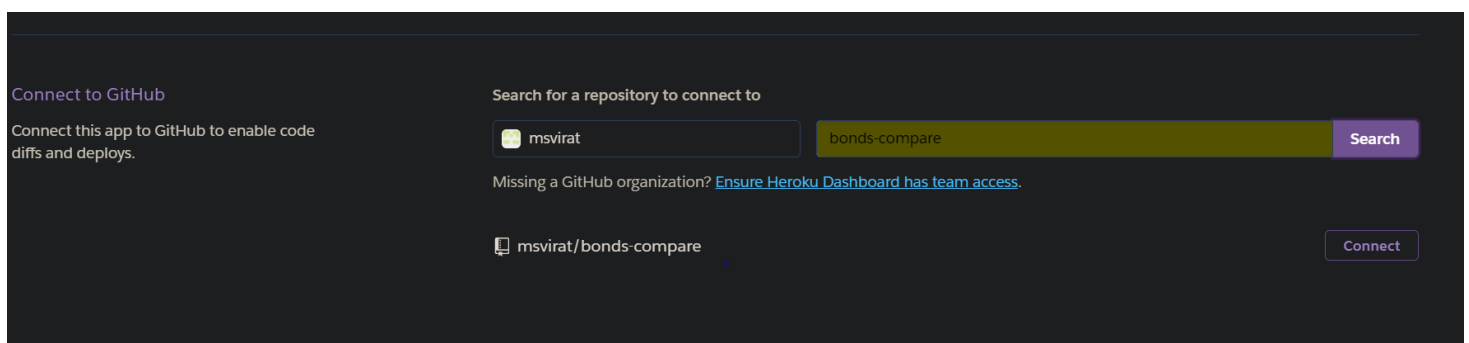 Connect to GitHub
Connect this app to GitHub to enable code
diffs and deploys.
Search for a repository to connect to
msvirat
bonds-compare
Search
Missing a GitHub organization? Ensure Heroku Dashboard has team access.
msvirat/bonds-compare
Connect